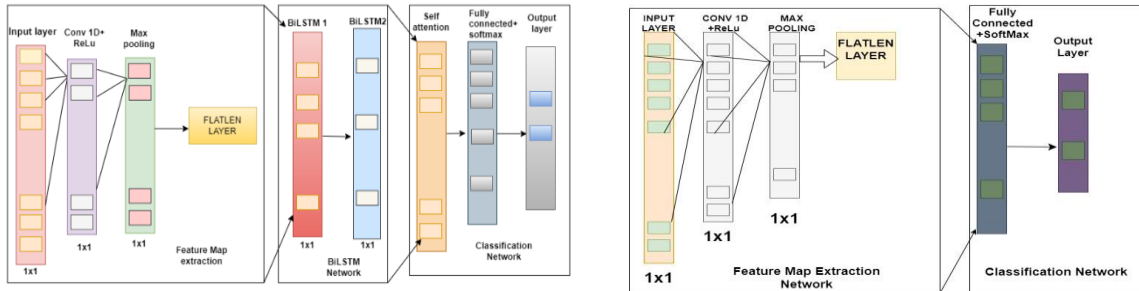 Input layer
Conv 1D+
ReLu
Max
pooling
FLATLEN
LAYER
1x1
1x1
1x1
Feature Map
extraction
BiLSTM 1
BiLSTM2
1x1
1x1
BiLSTM
Network
Self
attention
Fully
connected+
softmax
Output
layer
Classification
Network
INPUT
LAYER
CONV 1D
+ReLu
MAX
POOLING
FLATLEN
LAYER
1x1
1x1
1x1
Feature Map Extraction
Network
Fully
Connected
+SoftMax
Output
Layer
Classification Network